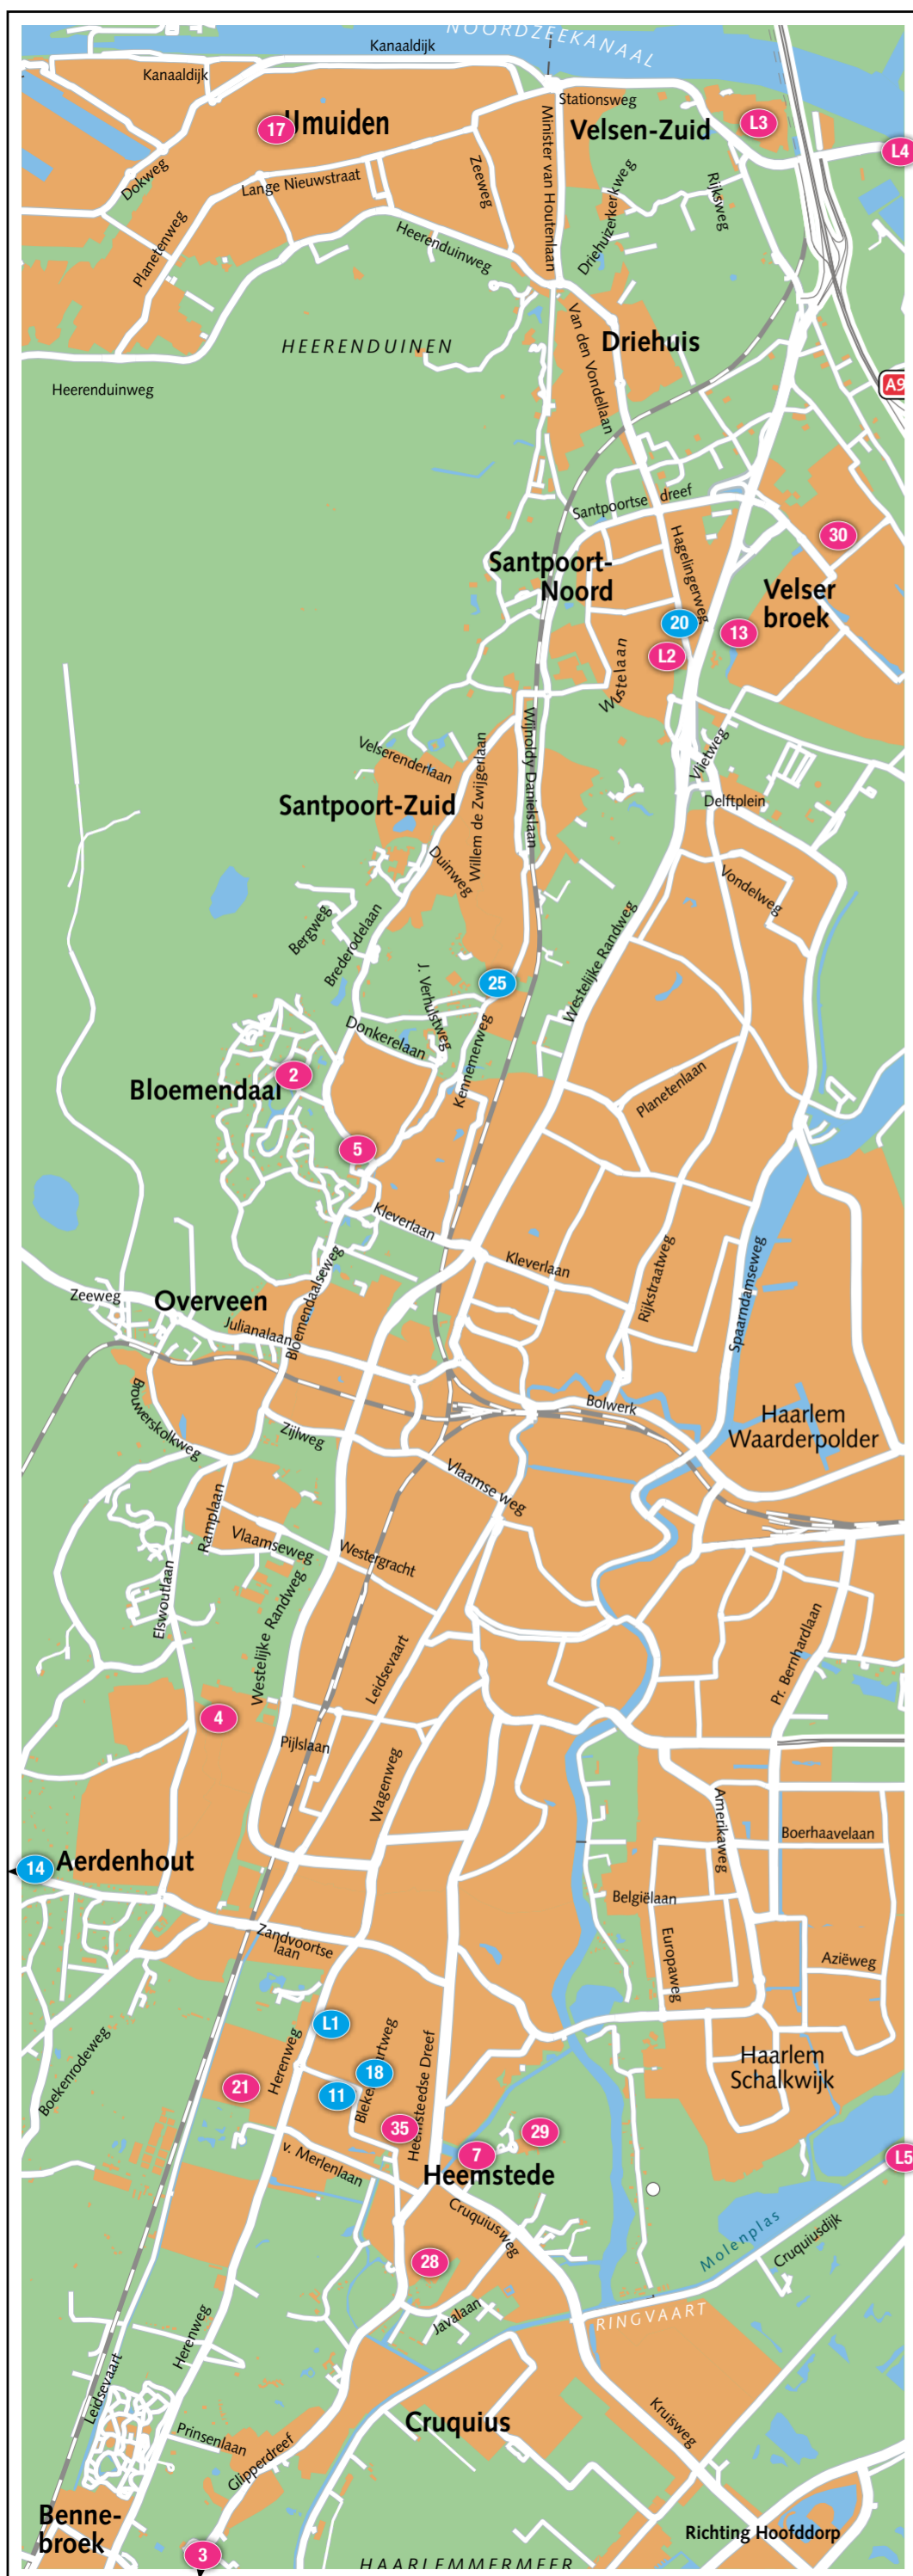 NOORDZEEKANAAL
Kanaaldijk
Kanaaldijk
Stationsweg
17
IJmuiden
Velsen-Zuid
L3
L4
Minister van Houtenlaan
Zeeweg
Dokweg
Lange Nieuwstraat
Driehuizerkerkweg
Rijksweg
Planetenweg
Heerenduinweg
HEERENDUINEN
Van den Vondellaan
Driehuis
Heerenduinweg
A9
Santpoortse dreef
30
Hagelingerweg
Santpoort-
Noord
Velser
broek
20
13
L2
Wustelaan
Velserenderlaan
Willem de Zwijgerlaan
Wijnoldy Danielslaan
Vlietweg
Santpoort-Zuid
Delftplein
Duinweg
Vondelweg
Bergweg
Brederodelaan
Westelijke Randweg
J. Verhulstweg
25
Donkerelaan
Kennemerweg
2
Bloemendaal
Planetenlaan
5
Kleverlaan
Kleverlaan
Bloemendaalseweg
Rijkstraatweg
Spaarndamseweg
Zeeweg
Overveen
Julianalaan
Brouwerskolkweg
Bolwerk
Haarlem
Waarderpolder
Zijlweg
Vlaamse weg
Ramplaan
Vlaamseweg
Westergracht
Elswoutlaan
Westelijke Randweg
Leidsevaart
Pr. Bernhardlaan
4
Pijlslaan
Wagenweg
Amerikaweg
Boerhaavelaan
14
Aerdenhout
Belgiëlaan
Zandvoortse
laan
Europaweg
Aziëweg
L1
Boekenrodeweg
Herenweg
18
Haarlem
Schalkwijk
21
11
Heemsteedse Dreef
35
29
7
L5
v. Merlenlaan
Heemstede
Cruquiusweg
Molenplas
Cruquiusdijk
28
Javalaan
RINGVAART
Herenweg
Leidsevaart
Cruquius
Kruisweg
Prinsenlaan
Glipperdreef
Benne-
broek
Richting Hoofddorp
3
HAARLEMMERMEER